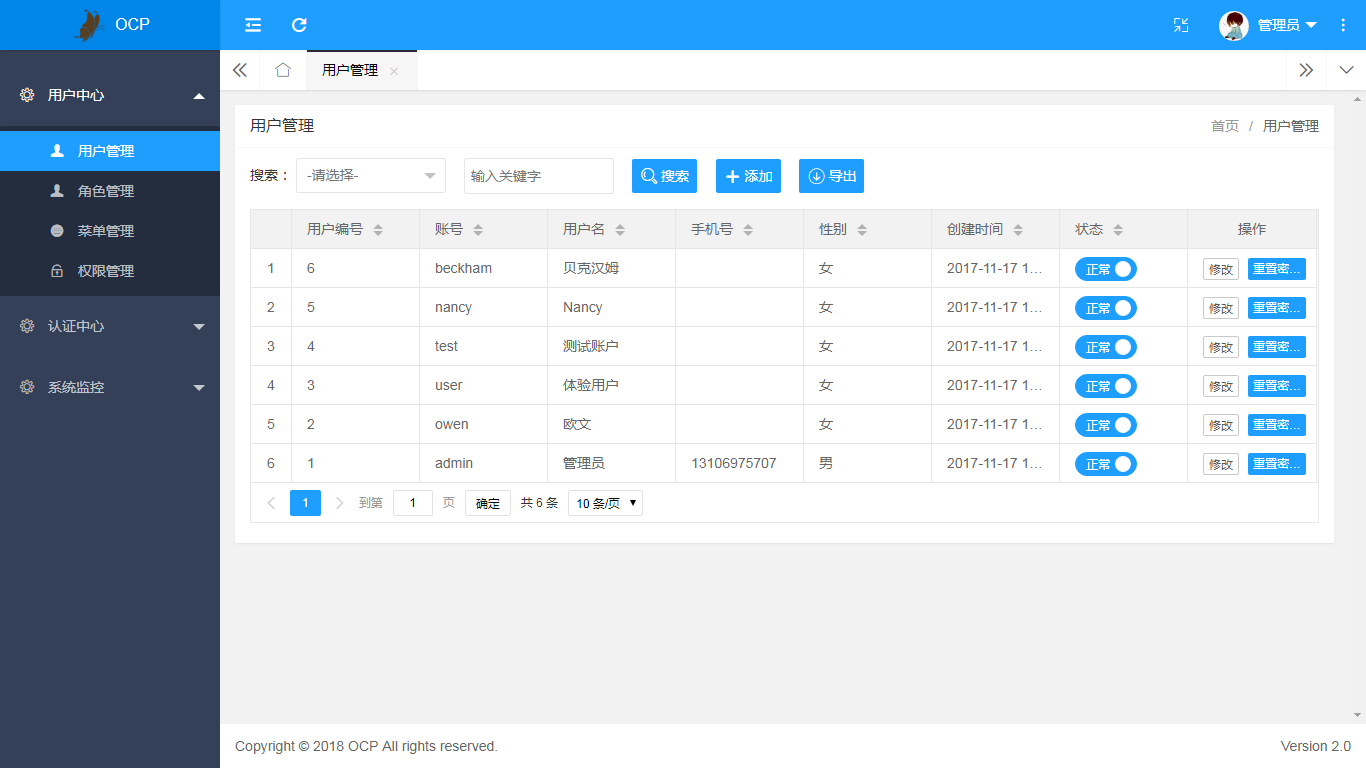 OCP
管理员
用户中心
用户管理
角色管理
菜单管理
权限管理
认证中心
系统监控
用户管理
用户管理 首页 / 用户管理
搜索： -请选择- 输入关键字 搜索 添加 导出
用户编号 账号 用户名 手机号 性别 创建时间 状态 操作
1 6 beckham 贝克汉姆 女 2017-11-17 1... 正常 修改 重置密...
2 5 nancy Nancy 女 2017-11-17 1... 正常 修改 重置密...
3 4 test 测试账户 女 2017-11-17 1... 正常 修改 重置密...
4 3 user 体验用户 女 2017-11-17 1... 正常 修改 重置密...
5 2 owen 欧文 女 2017-11-17 1... 正常 修改 重置密...
6 1 admin 管理员 13106975707 男 2017-11-17 1... 正常 修改 重置密...
1 到第 1 页 确定 共 6 条 10 条/页
Copyright © 2018 OCP All rights reserved. Version 2.0